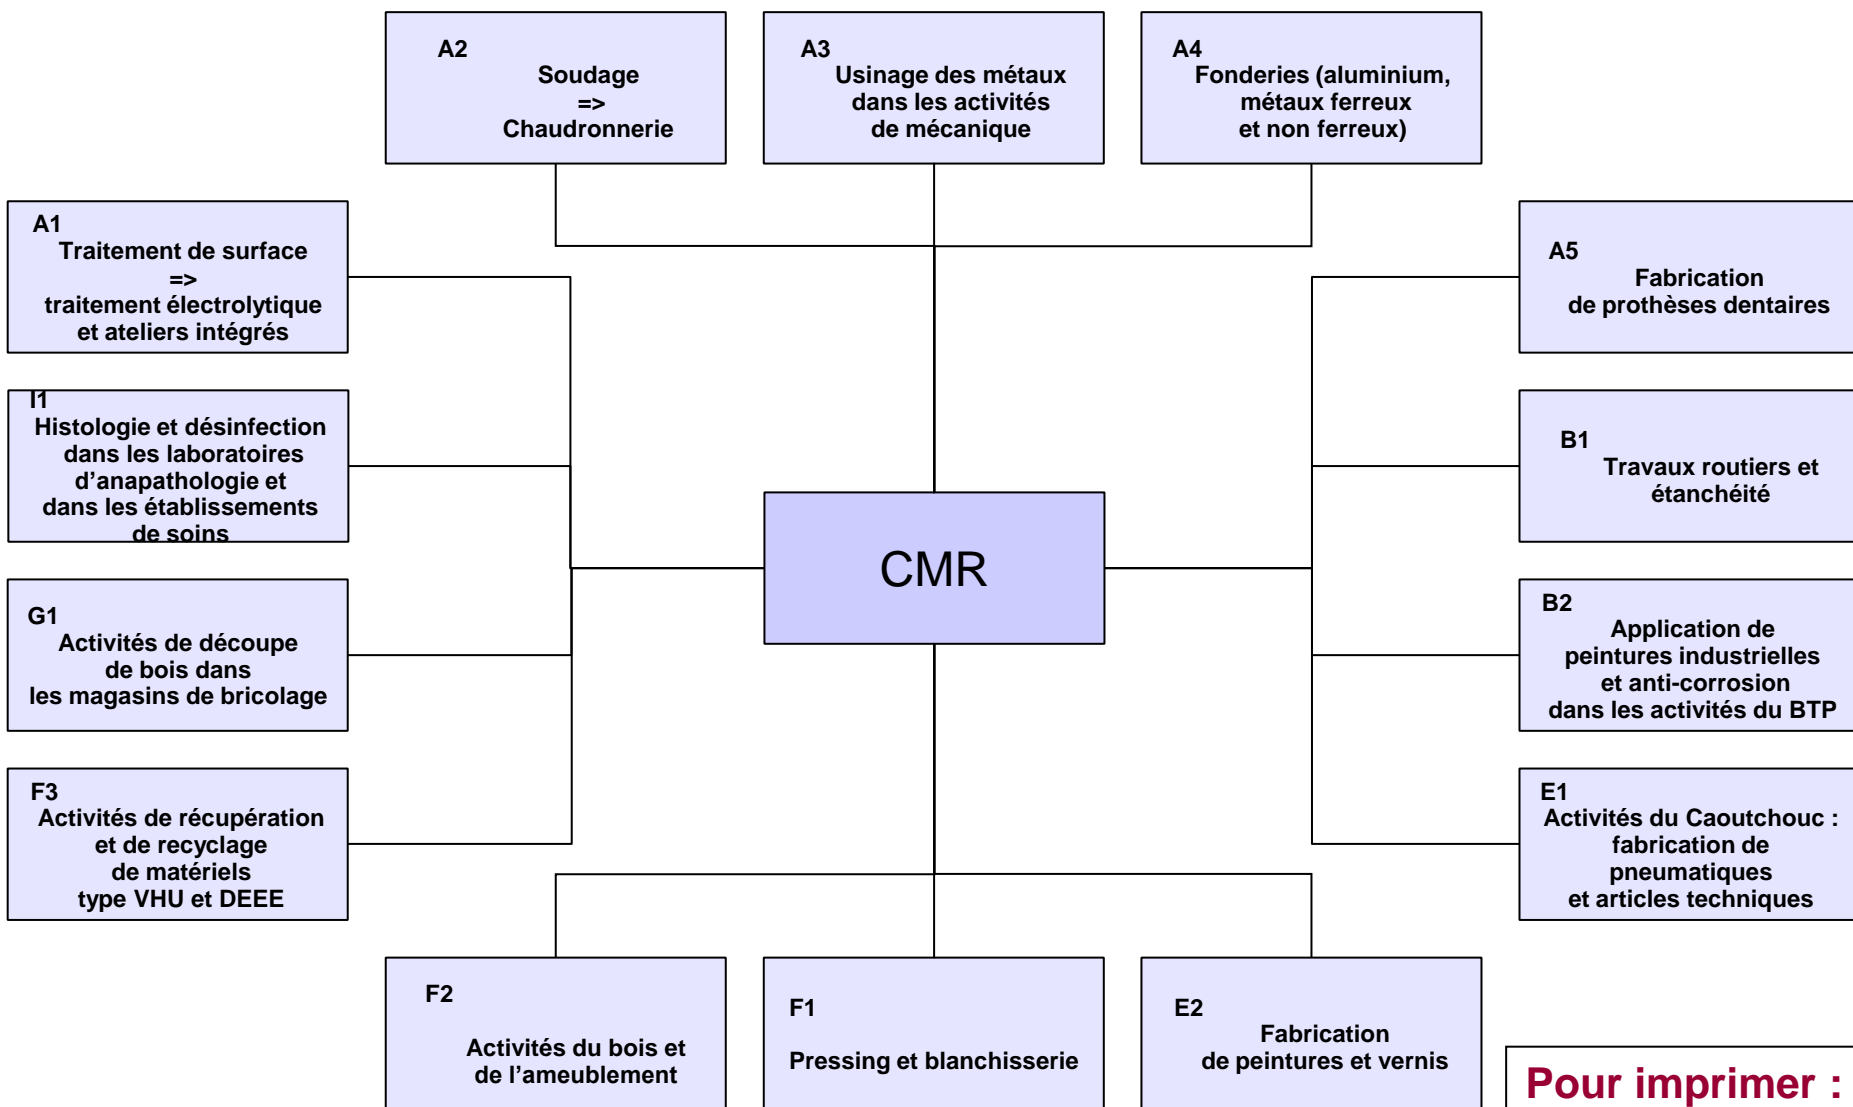 A2
Soudage
=>
Chaudronnerie
A3
Usinage des métaux
dans les activités
de mécanique
A4
Fonderies (aluminium,
métaux ferreux
et non ferreux)
A1
Traitement de surface
=>
traitement électrolytique
et ateliers intégrés
A5
Fabrication
de prothèses dentaires
I1
Histologie et désinfection
dans les laboratoires
d’anapathologie et
dans les établissements
de soins
B1
Travaux routiers et
étanchéité
CMR
G1
Activités de découpe
de bois dans
les magasins de bricolage
B2
Application de
peintures industrielles
et anti-corrosion
dans les activités du BTP
F3
Activités de récupération
et de recyclage
de matériels
type VHU et DEEE
E1
Activités du Caoutchouc :
fabrication de
pneumatiques
et articles techniques
F2
Activités du bois et
de l’ameublement
F1
Pressing et blanchisserie
E2
Fabrication
de peintures et vernis
Pour imprimer :